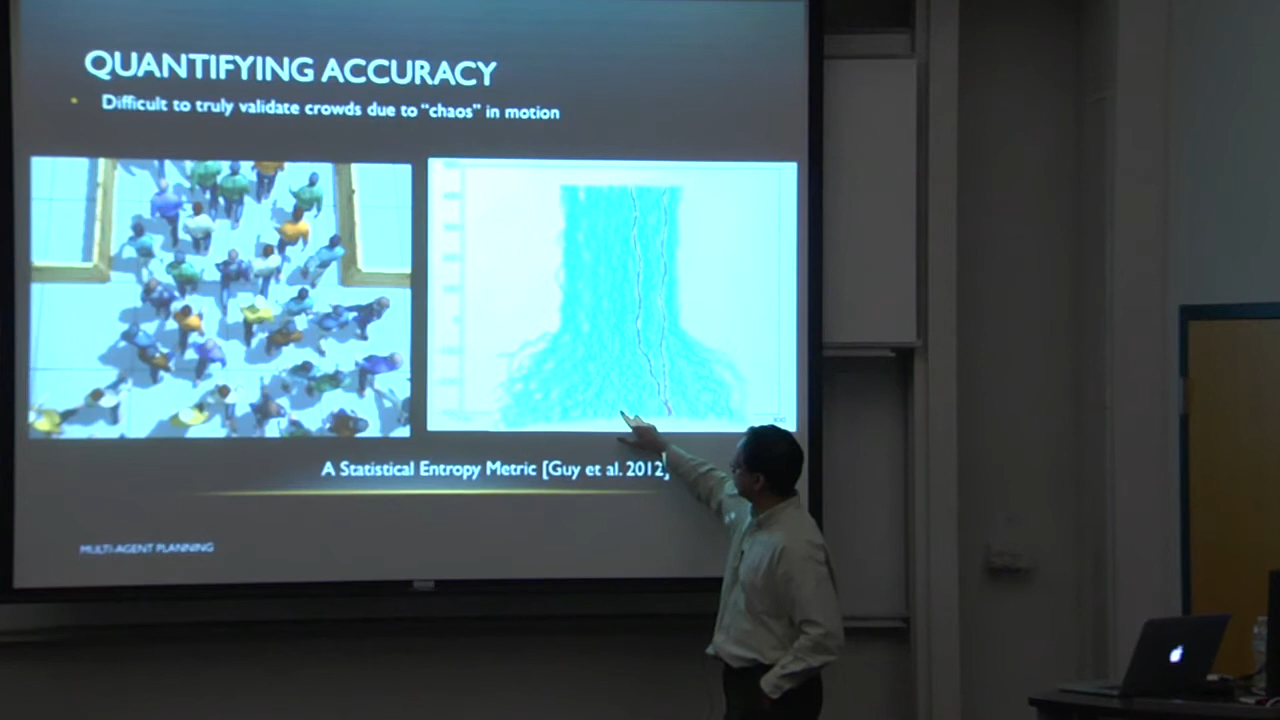 QUANTIFYING ACCURACY
Difficult to truly validate crowds due to “chaos” in motion
A Statistical Entropy Metric [Guy et al. 2012]
MULTI-AGENT PLANNING